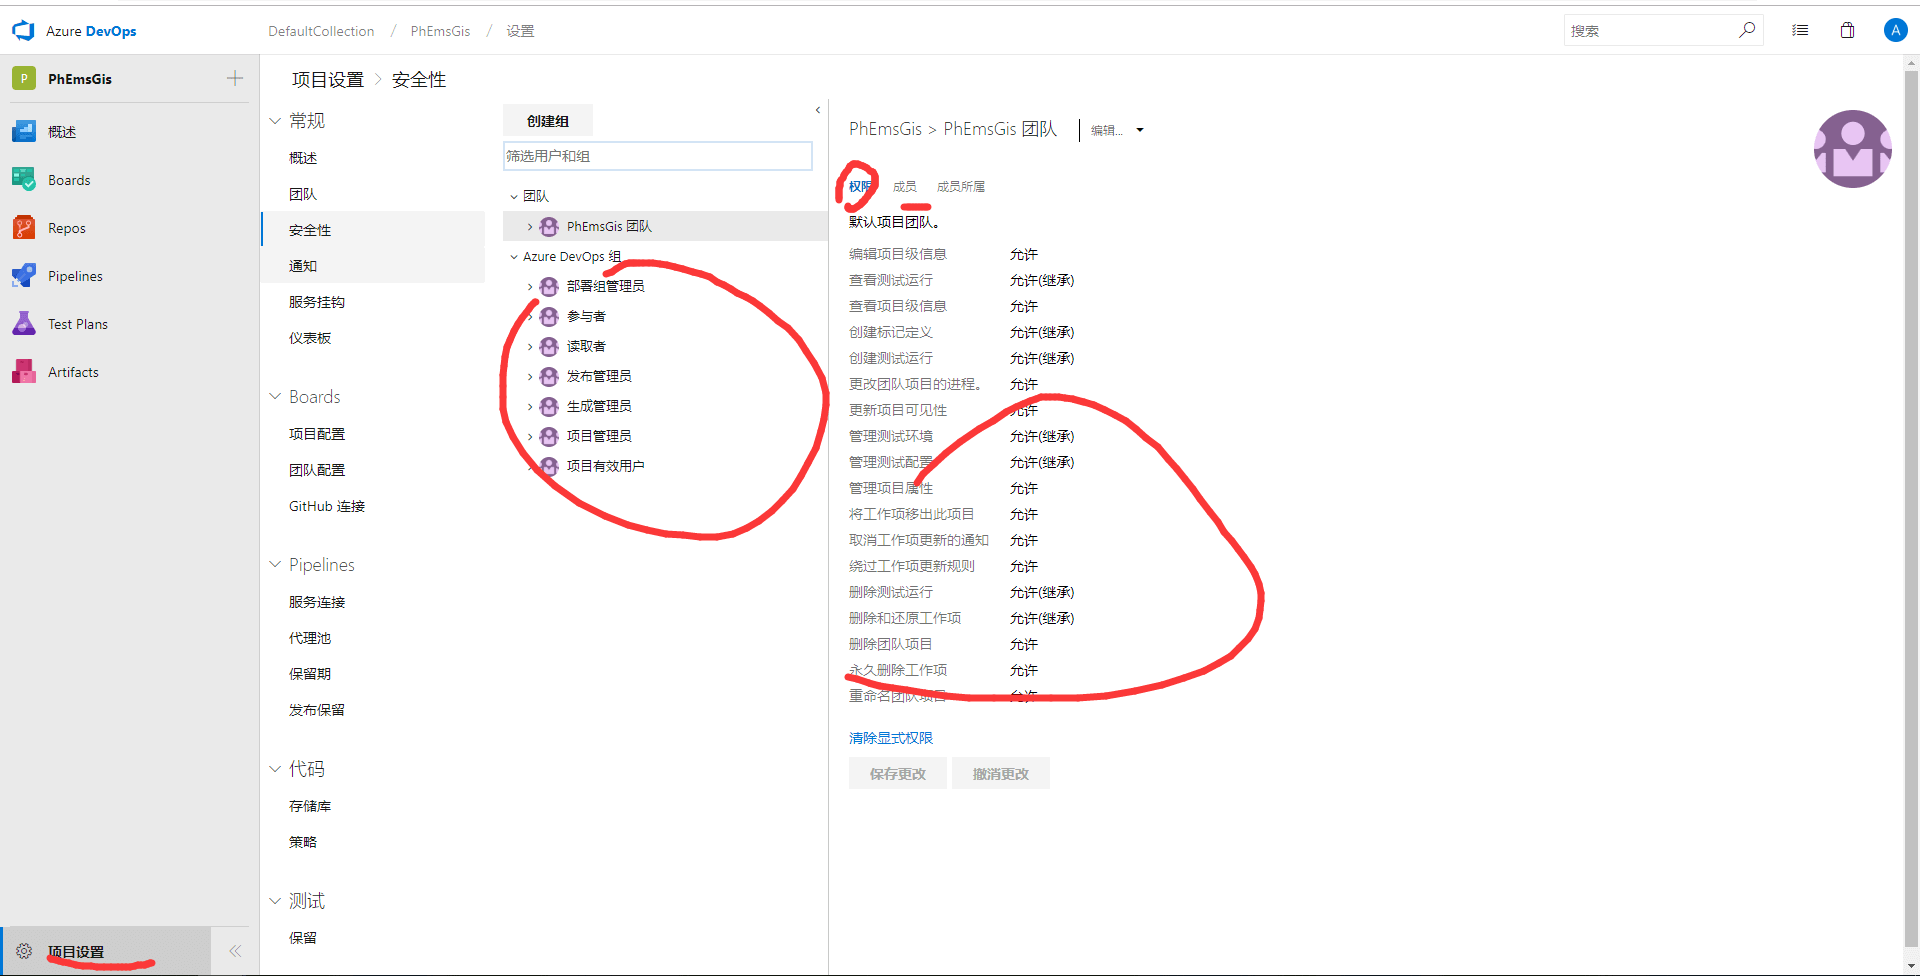 Azure DevOps
DefaultCollection / PhEmsGis / 设置
搜索
A
P PhEmsGis
概述
Boards
Repos
Pipelines
Test Plans
Artifacts
项目设置
项目设置 > 安全性
常规
概述
团队
安全性
通知
服务挂钩
仪表板
Boards
项目配置
团队配置
GitHub 连接
Pipelines
服务连接
代理池
保留期
发布保留
代码
存储库
策略
测试
保留
创建组
筛选用户和组
团队
PhEmsGis 团队
Azure DevOps 组
部署组管理员
参与者
读取者
发布管理员
生成管理员
项目管理员
项目有效用户
PhEmsGis > PhEmsGis 团队
编辑...
权限 成员 成员所属
默认项目团队。
编辑项目级信息 允许
查看测试运行 允许(继承)
查看项目级信息 允许
创建标记定义 允许(继承)
创建测试运行 允许(继承)
更改团队项目的进程。 允许
更新项目可见性 允许
管理测试环境 允许(继承)
管理测试配置 允许(继承)
管理项目属性 允许
将工作项移出此项目 允许
取消工作项更新的通知 允许
绕过工作项更新规则 允许
删除测试运行 允许(继承)
删除和还原工作项 允许(继承)
删除团队项目 允许
永久删除工作项 允许
重命名团队项目 允许
清除显式权限
保存更改 撤消更改